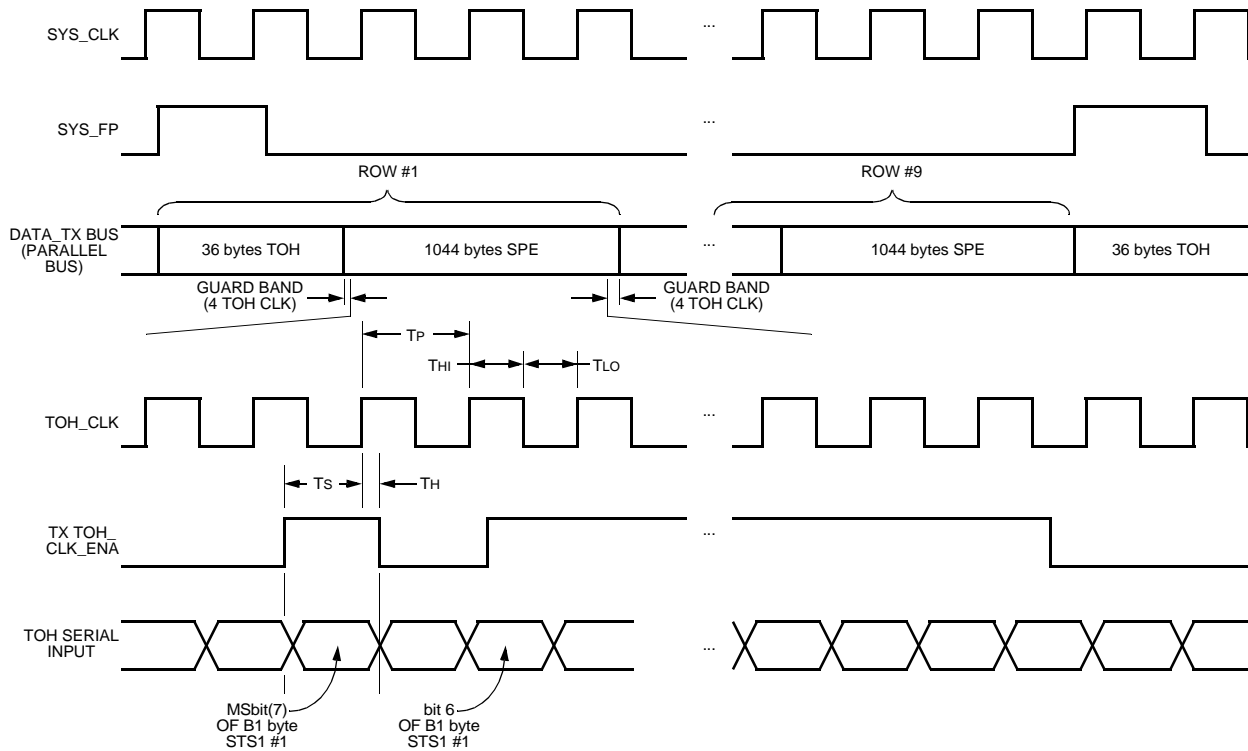 SYS_CLK
...
SYS_FP
...
ROW #1
ROW #9
DATA_TX BUS
(PARALLEL
BUS)
36 bytes TOH
1044 bytes SPE
...
1044 bytes SPE
36 bytes TOH
GUARD BAND
(4 TOH CLK)
GUARD BAND
(4 TOH CLK)
TP
THI
TLO
TOH_CLK
...
TS
TH
TX TOH_
CLK_ENA
...
TOH SERIAL
INPUT
...
MSbit(7)
OF B1 byte
STS1 #1
bit 6
OF B1 byte
STS1 #1